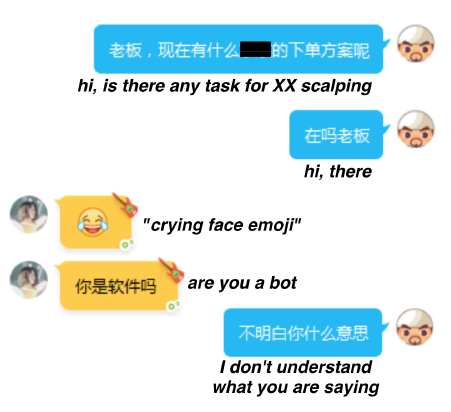 老板，现在有什么 的下单方案呢
hi, is there any task for XX scalping
在吗老板
hi, there
"crying face emoji"
你是软件吗
are you a bot
不明白你什么意思
I don't understand
what you are saying